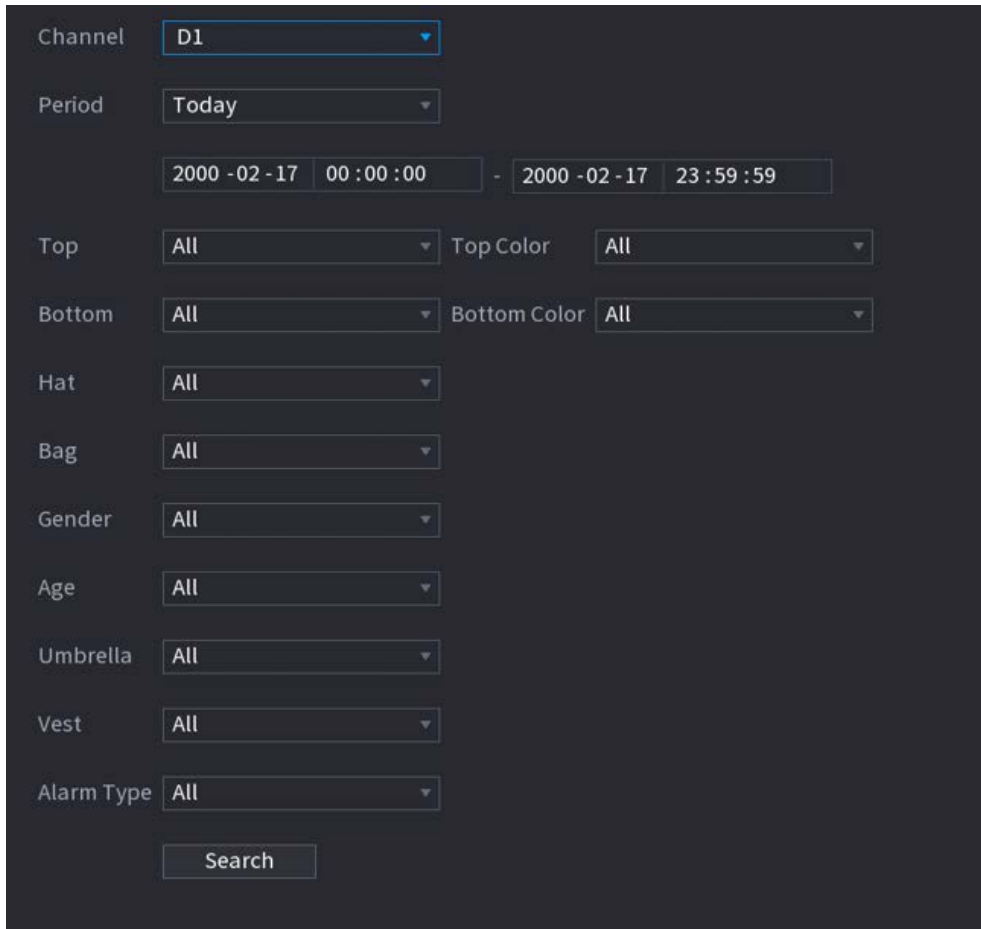 Channel D1
Period Today
2000 -02 -17 00 :00 :00 - 2000 -02 -17 23 :59 :59
Top All Top Color All
Bottom All Bottom Color All
Hat All
Bag All
Gender All
Age All
Umbrella All
Vest All
Alarm Type All
Search